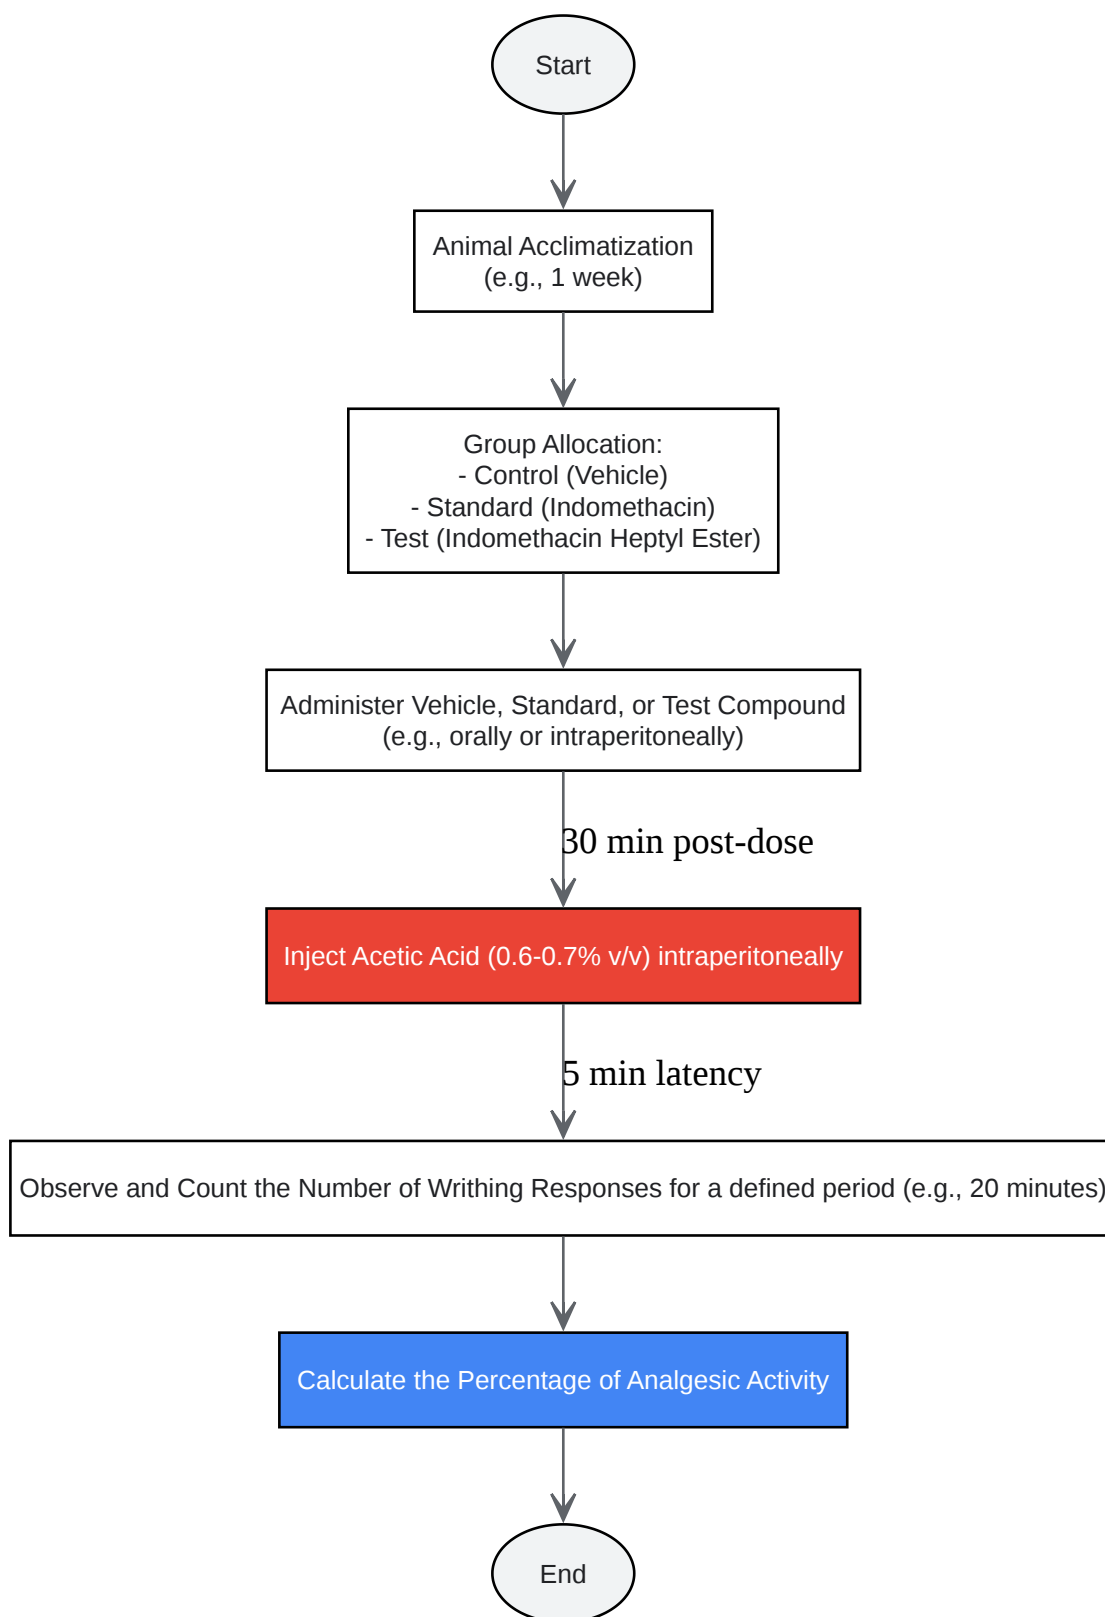 Start
Animal Acclimatization
(e.g., 1 week)
Group Allocation:
- Control (Vehicle)
- Standard (Indomethacin)
- Test (Indomethacin Heptyl Ester)
Administer Vehicle, Standard, or Test Compound
(e.g., orally or intraperitoneally)
30 min post-dose
Inject Acetic Acid (0.6-0.7% v/v) intraperitoneally
5 min latency
Observe and Count the Number of Writhing Responses for a defined period (e.g., 20 minutes)
Calculate the Percentage of Analgesic Activity
End